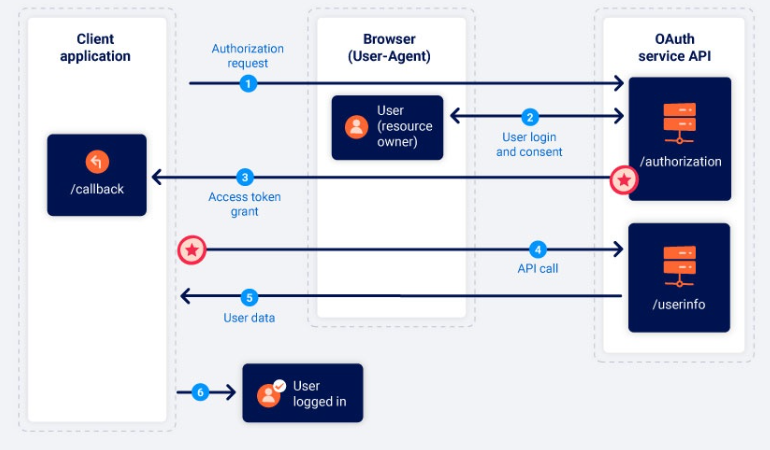 Client
application
Browser
(User-Agent)
OAuth
service API
Authorization
request
1
User
(resource
owner)
2
User login
and consent
/authorization
/callback
3
Access token
grant
4
API call
/userinfo
5
User data
6
User
logged in